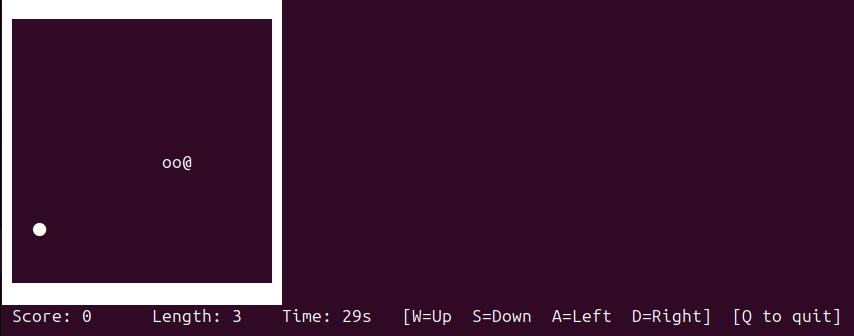 oo@
Score: 0 Length: 3 Time: 29s [W=Up S=Down A=Left D=Right] [Q to quit]